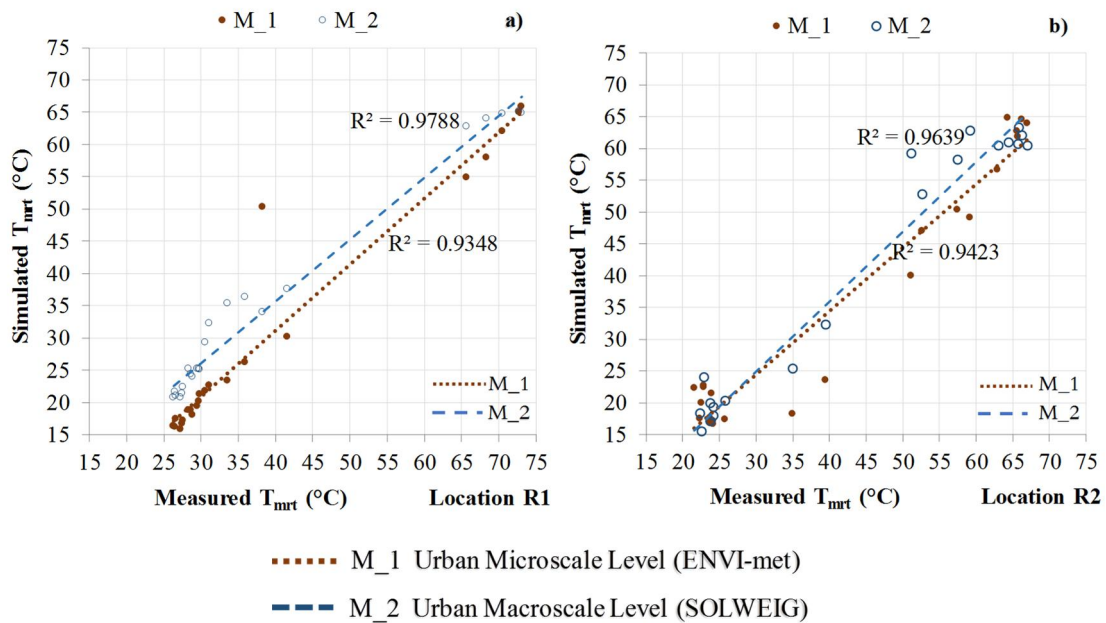 M_1 M_2 a)
75
70
65
60
55
50
45
40
35
30
25
20
15
Simulated Tmrt (°C)
R² = 0.9788
R² = 0.9348
M_1
M_2
15 20 25 30 35 40 45 50 55 60 65 70 75
Measured Tmrt (°C) Location R1
M_1 M_2 b)
75
70
65
60
55
50
45
40
35
30
25
20
15
Simulated Tmrt (°C)
R² = 0.9639
R² = 0.9423
M_1
M_2
15 20 25 30 35 40 45 50 55 60 65 70 75
Measured Tmrt (°C) Location R2
M_1 Urban Microscale Level (ENVI-met)
M_2 Urban Macroscale Level (SOLWEIG)